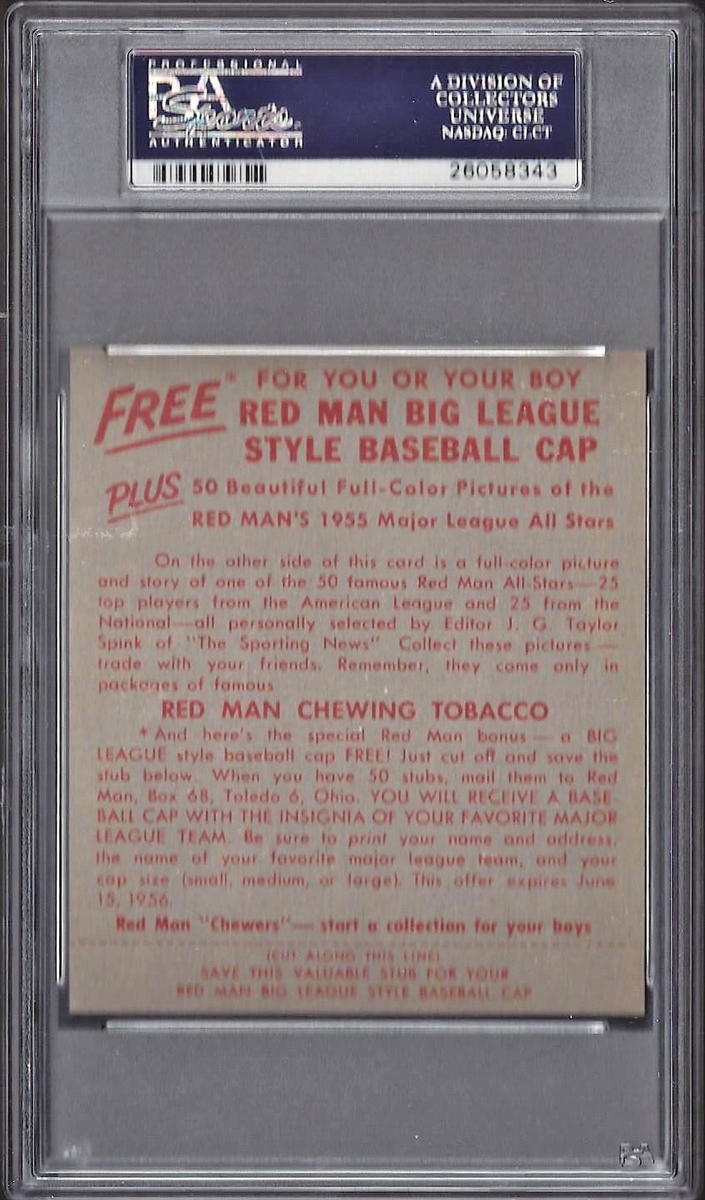 PROFESSIONAL
PSA
Sports
AUTHENTICATOR
A DIVISION OF
COLLECTORS
UNIVERSE
NASDAQ: CLCT
26058343
FREE* FOR YOU OR YOUR BOY
RED MAN BIG LEAGUE
STYLE BASEBALL CAP
PLUS 50 Beautiful Full-Color Pictures of the
RED MAN'S 1955 Major League All Stars
On the other side of this card is a full-color picture
and story of one of the 50 famous Red Man All-Stars—25
top players from the American League and 25 from the
National—all personally selected by Editor J. G. Taylor
Spink of "The Sporting News" Collect these pictures—
trade with your friends. Remember, they come only in
packages of famous
RED MAN CHEWING TOBACCO
*And here's the special Red Man bonus — a BIG
LEAGUE style baseball cap FREE! Just cut off and save the
stub below. When you have 50 stubs, mail them to Red
Man, Box 68, Toledo 6, Ohio. YOU WILL RECEIVE A BASE
BALL CAP WITH THE INSIGNIA OF YOUR FAVORITE MAJOR
LEAGUE TEAM. Be sure to print your name and address,
the name of your favorite major league team, and your
cap size (small, medium, or large). This offer expires June
15, 1956.
Red Man "Chewers"— start a collection for your boys
(CUT ALONG THIS LINE)
SAVE THIS VALUABLE STUB FOR YOUR
RED MAN BIG LEAGUE STYLE BASEBALL CAP
PSA